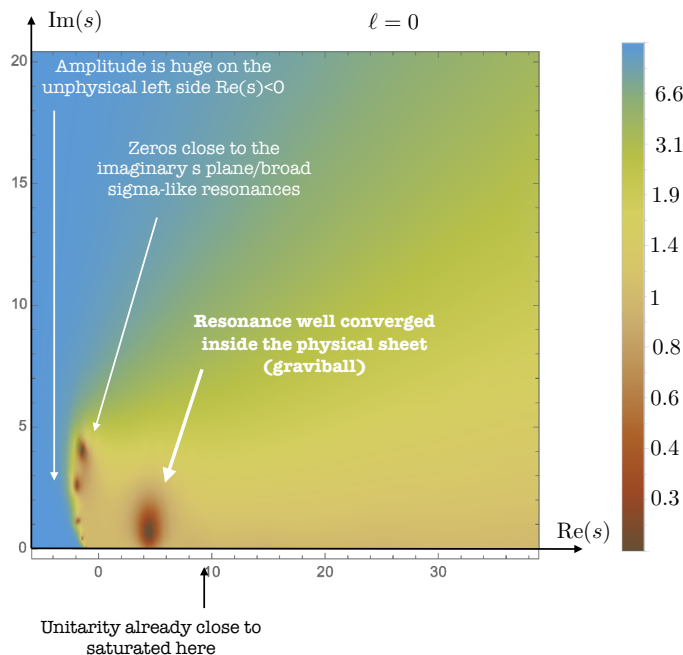 Im(s)
ℓ = 0
20
Amplitude is huge on the
unphysical left side Re(s)<0
Zeros close to the
imaginary s plane/broad
sigma-like resonances
15
10
Resonance well converged
inside the physical sheet
(graviball)
5
0
Re(s)
0
10
20
30
Unitarity already close to
saturated here
6.6
3.1
1.9
1.4
1
0.8
0.6
0.4
0.3